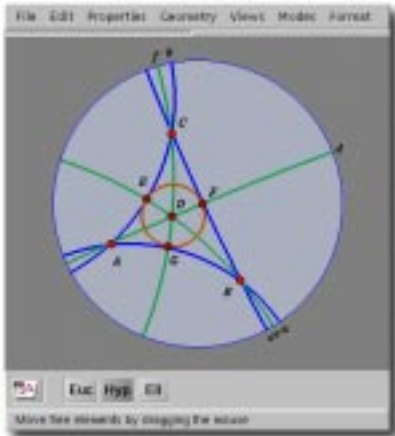 File Edit Properties Geometry Views Modes Format
C
E
F
D
A
G
B
Euc Hyp Ell
Move free elements by dragging the mouse